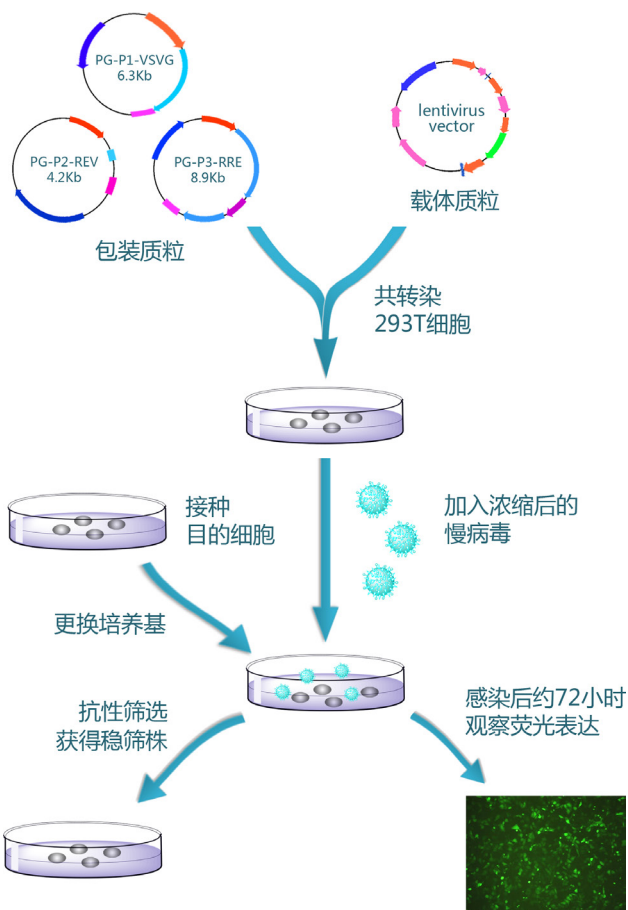 PG-P1-VSVG
6.3Kb
PG-P2-REV
4.2Kb
PG-P3-RRE
8.9Kb
包装质粒
lentivirus
vector
载体质粒
共转染
293T细胞
接种
目的细胞
加入浓缩后的
慢病毒
更换培养基
抗性筛选
获得稳筛株
感染后约72小时
观察荧光表达